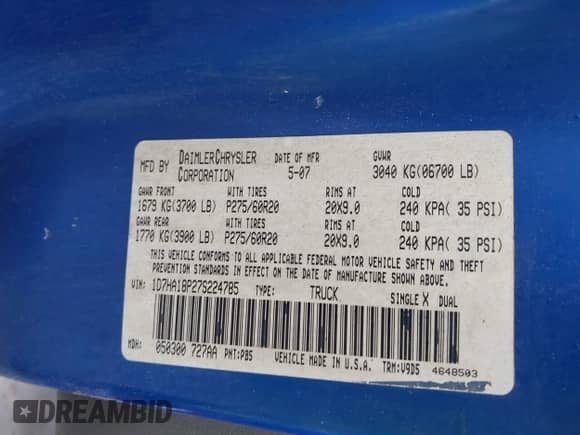 MFD BY DAIMLERCHRYSLER CORPORATION DATE OF MFR 5-07 GVWR 3040 KG(06700 LB)
GAWR FRONT WITH TIRES RIMS AT COLD
1679 KG(3700 LB) P275/60R20 20X9.0 240 KPA( 35 PSI)
GAWR REAR WITH TIRES RIMS AT COLD
1770 KG(3900 LB) P275/60R20 20X9.0 240 KPA( 35 PSI)
THIS VEHICLE CONFORMS TO ALL APPLICABLE FEDERAL MOTOR VEHICLE SAFETY AND THEFT
PREVENTION STANDARDS IN EFFECT ON THE DATE OF MANUFACTURE SHOWN ABOVE.
VIN: 1D7HA18P27S224785 TYPE: TRUCK SINGLE X DUAL
MDH: 050300 727AA PNT:PB5 VEHICLE MADE IN U.S.A. TRM:V9D5 4648503
DREAMBID